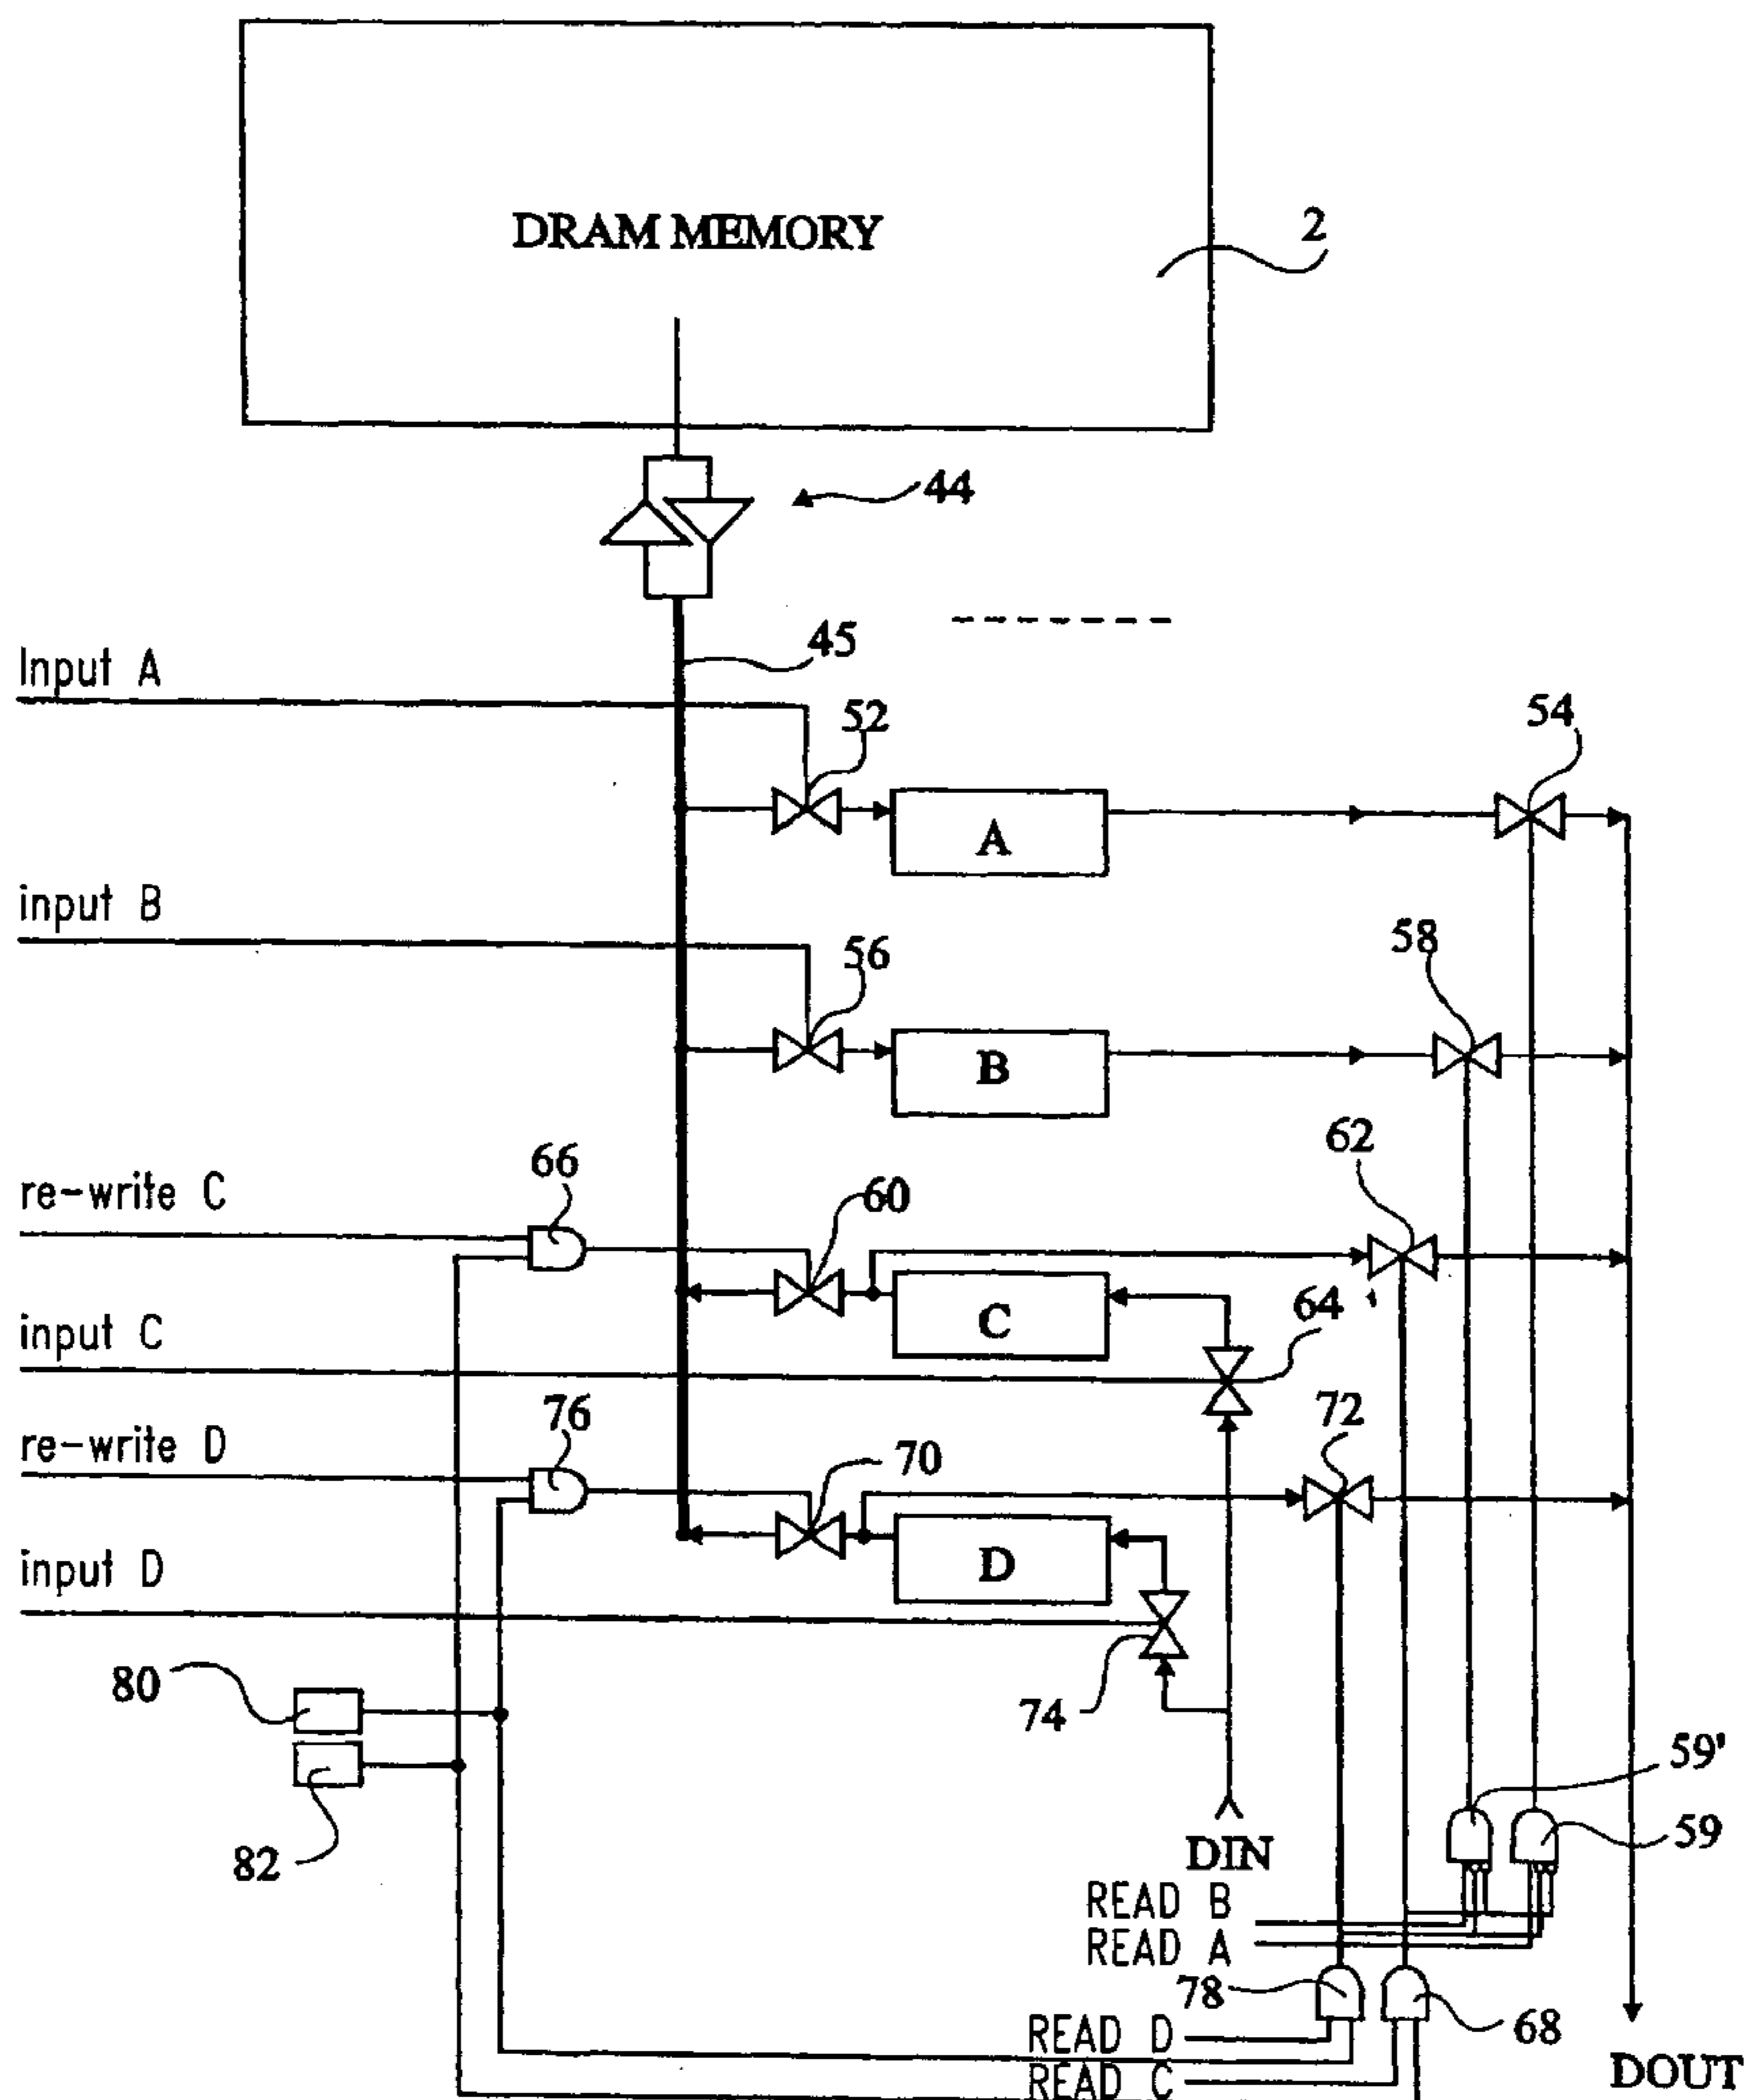 DRAM MEMORY
2
44
45
Input A
52
54
A
input B
56
58
B
62
66
re-write C
60
64
C
input C
76
72
re-write D
70
D
input D
80
74
59'
82
DIN
59
READ B
READ A
78
68
READ D
READ C
DOUT